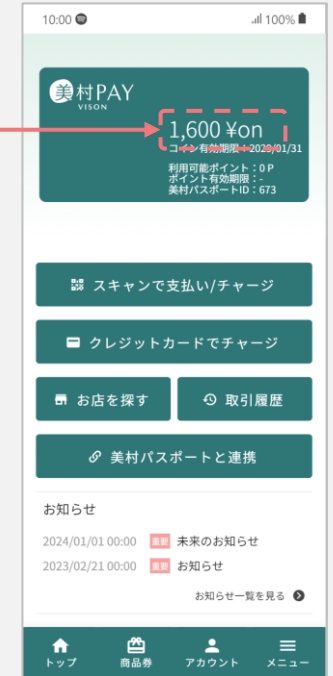 10:00
100%
美村PAY
VISON
1,600 ¥on
コイン有効期限：2029/01/31
利用可能ポイント：0 P
ポイント有効期限：-
美村パスポートID：673
スキャンで支払い/チャージ
クレジットカードでチャージ
お店を探す
取引履歴
美村パスポートと連携
お知らせ
2024/01/01 00:00 重要 未来のお知らせ
2023/02/21 00:00 重要 お知らせ
お知らせ一覧を見る
トップ
商品券
アカウント
メニュー